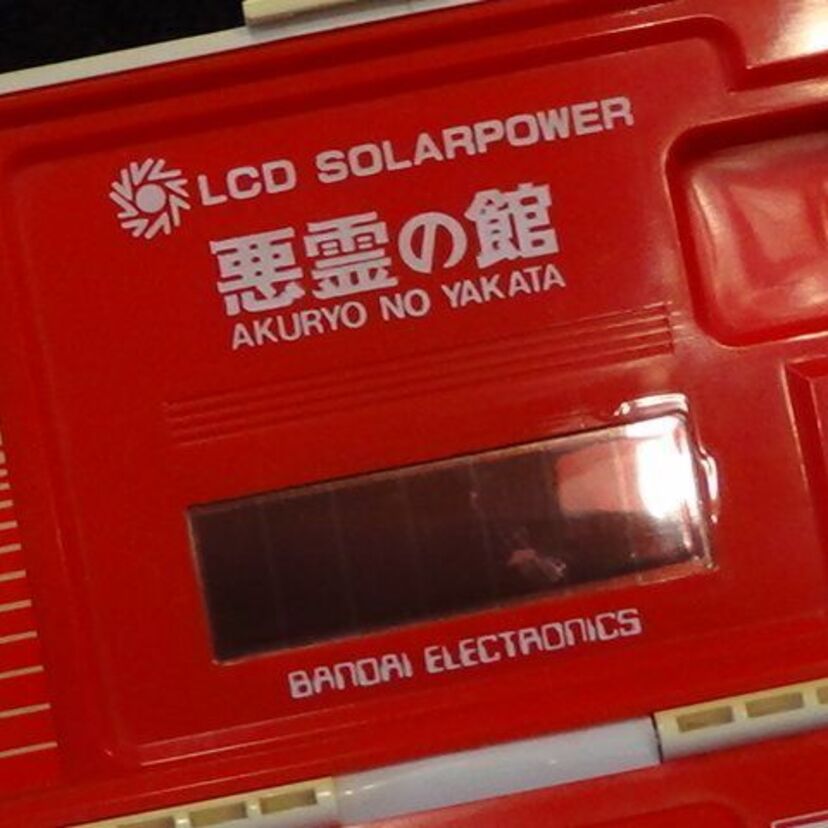 LCD SOLARPOWER
悪霊の館
AKURYO NO YAKATA
BANDAI ELECTRONICS